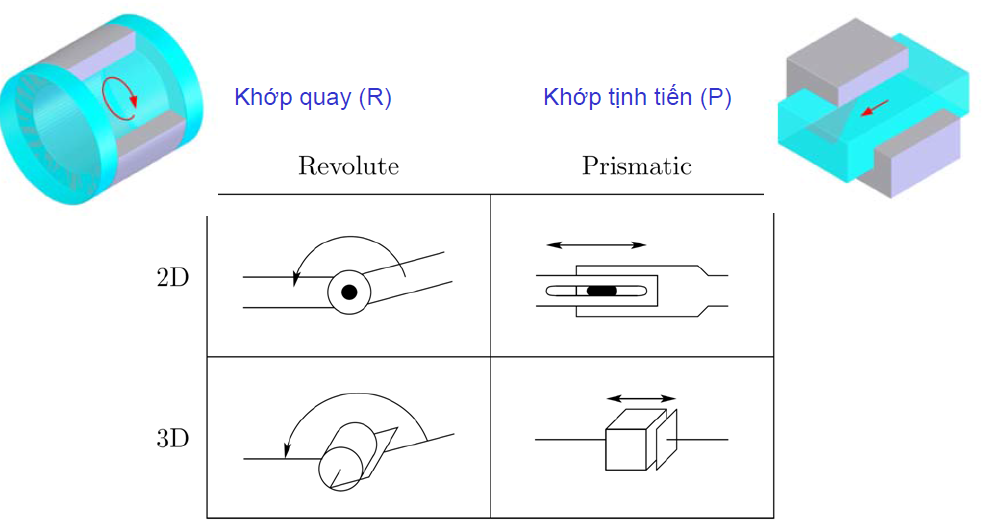 Khớp quay (R)
Khớp tịnh tiến (P)
Revolute
Prismatic
2D
3D